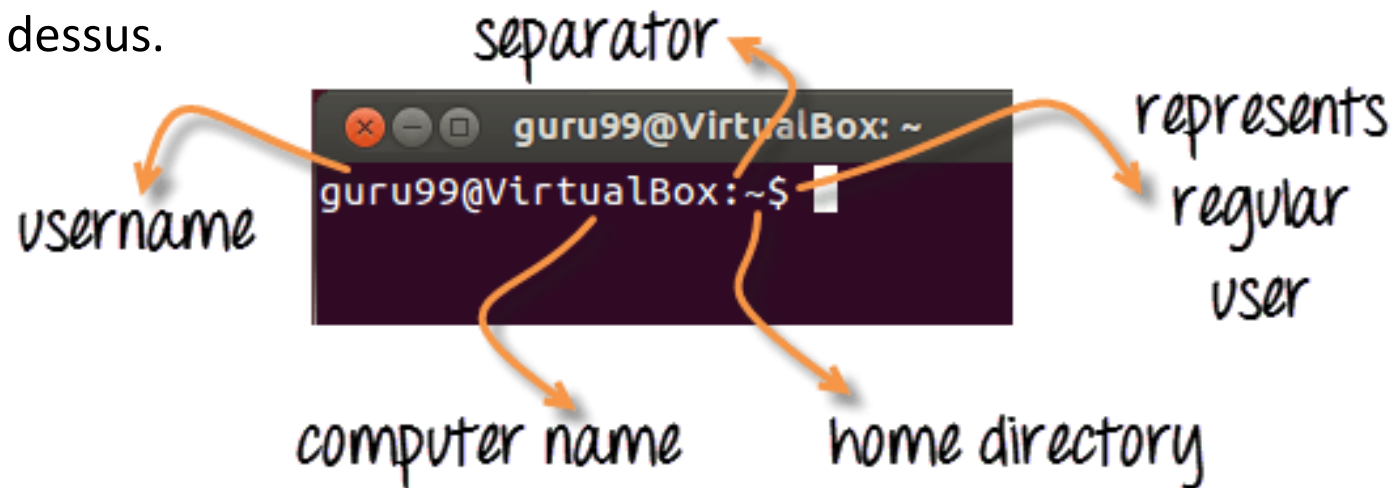 dessus.
separator
guru99@VirtualBox: ~
represents
regular
user
guru99@VirtualBox:~$
username
computer name
home directory